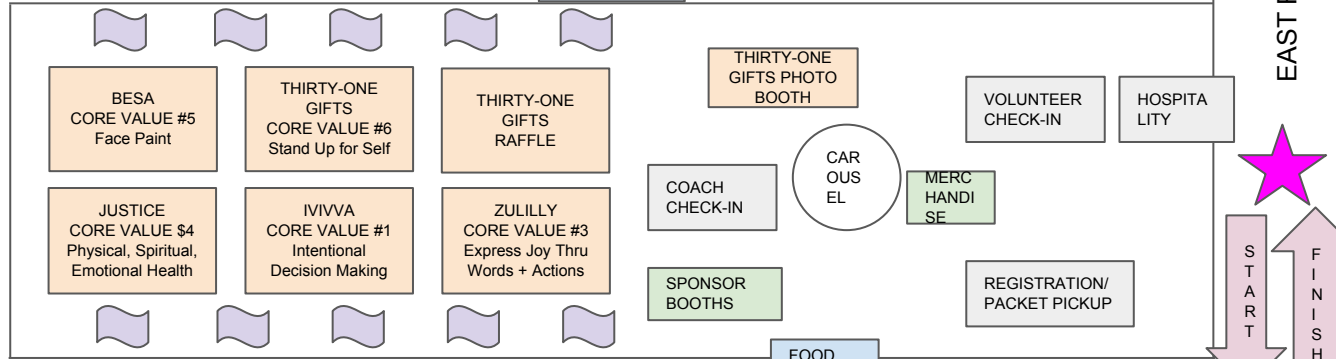 BESA
CORE VALUE #5
Face Paint
THIRTY-ONE
GIFTS
CORE VALUE #6
Stand Up for Self
THIRTY-ONE
GIFTS
RAFFLE
JUSTICE
CORE VALUE $4
Physical, Spiritual,
Emotional Health
IVIVVA
CORE VALUE #1
Intentional
Decision Making
ZULILLY
CORE VALUE #3
Express Joy Thru
Words + Actions
THIRTY-ONE
GIFTS PHOTO
BOOTH
COACH
CHECK-IN
CAR
OUS
EL
MERC
HANDI
SE
SPONSOR
BOOTHS
FOOD
VOLUNTEER
CHECK-IN
HOSPITA
LITY
REGISTRATION/
PACKET PICKUP
EAST
START
FINISH